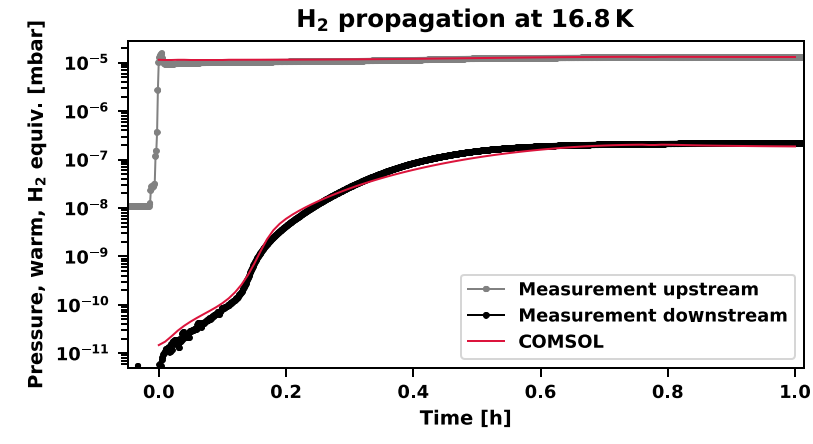 H₂ propagation at 16.8 K
Pressure, warm, H₂ equiv. [mbar]
10⁻⁵
10⁻⁶
10⁻⁷
10⁻⁸
10⁻⁹
10⁻¹⁰
10⁻¹¹
Measurement upstream
Measurement downstream
COMSOL
0.0 0.2 0.4 0.6 0.8 1.0
Time [h]